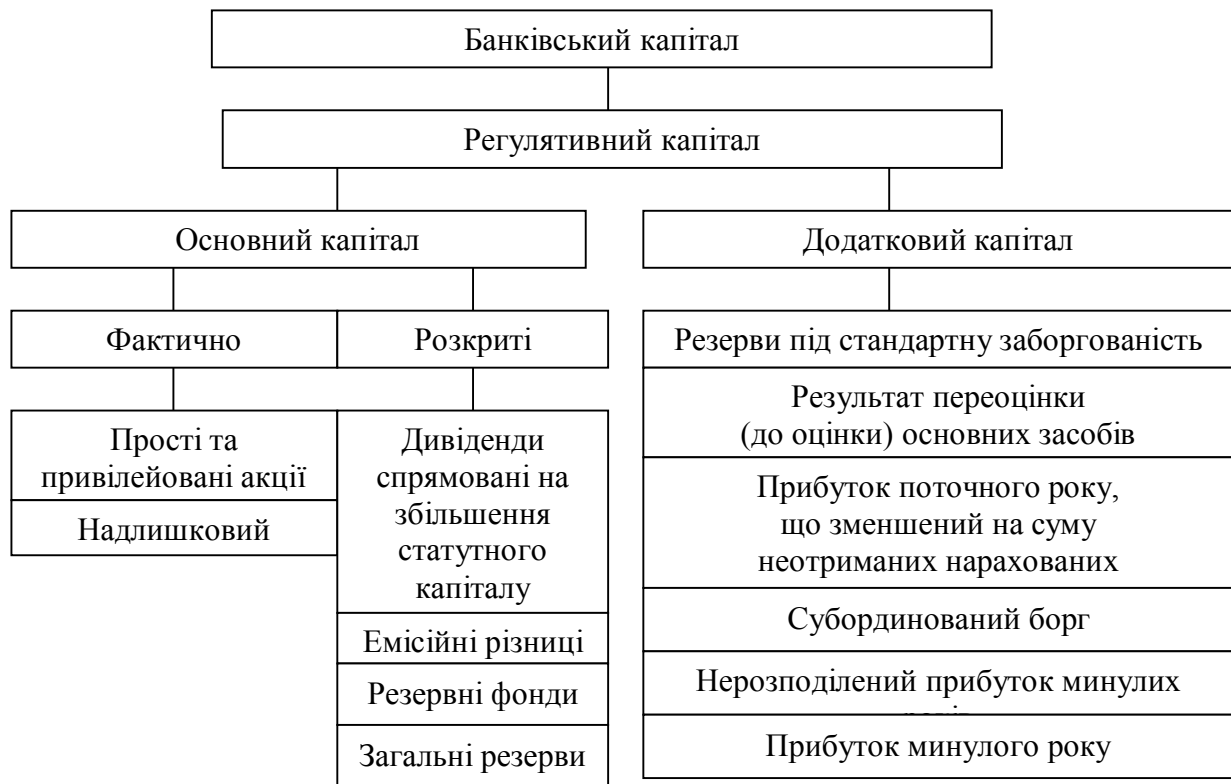 Банківський капітал
Регулятивний капітал
Основний капітал
Додатковий капітал
Фактично
Розкриті
Резерви під стандартну заборгованість
Прості та
привілейовані акції
Надлишковий
Дивіденди
спрямовані на
збільшення
статутного
капіталу
Емісійні різниці
Резервні фонди
Загальні резерви
Результат переоцінки
(до оцінки) основних засобів
Прибуток поточного року,
що зменшений на суму
неотриманих нарахованих
Субординований борг
Нерозподілений прибуток минулих
Прибуток минулого року